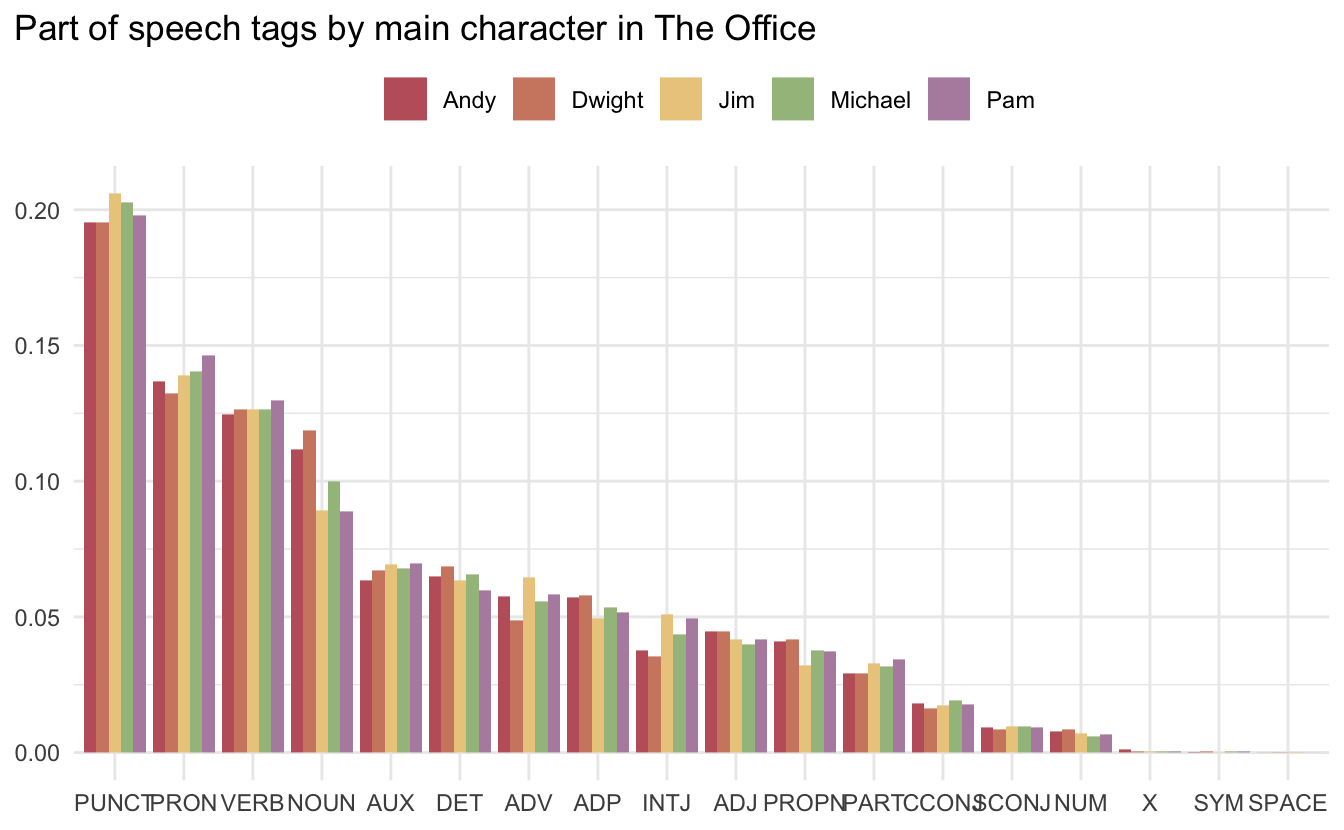 Part of speech tags by main character in The Office
Andy Dwight Jim Michael Pam
0.20
0.15
0.10
0.05
0.00
PUNCT PRON VERB NOUN AUX DET ADV ADP INTJ ADJ PROPN PART CCONJ SCONJ NUM X SYM SPACE